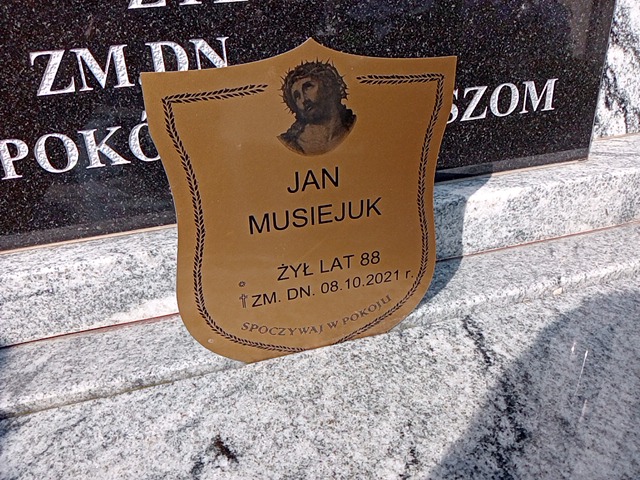 ZM.DN
POKÓ
SZOM
JAN
MUSIEJUK
ŻYŁ LAT 88
ZM. DN. 08.10.2021 r.
SPOCZYWAJ W POKOJU